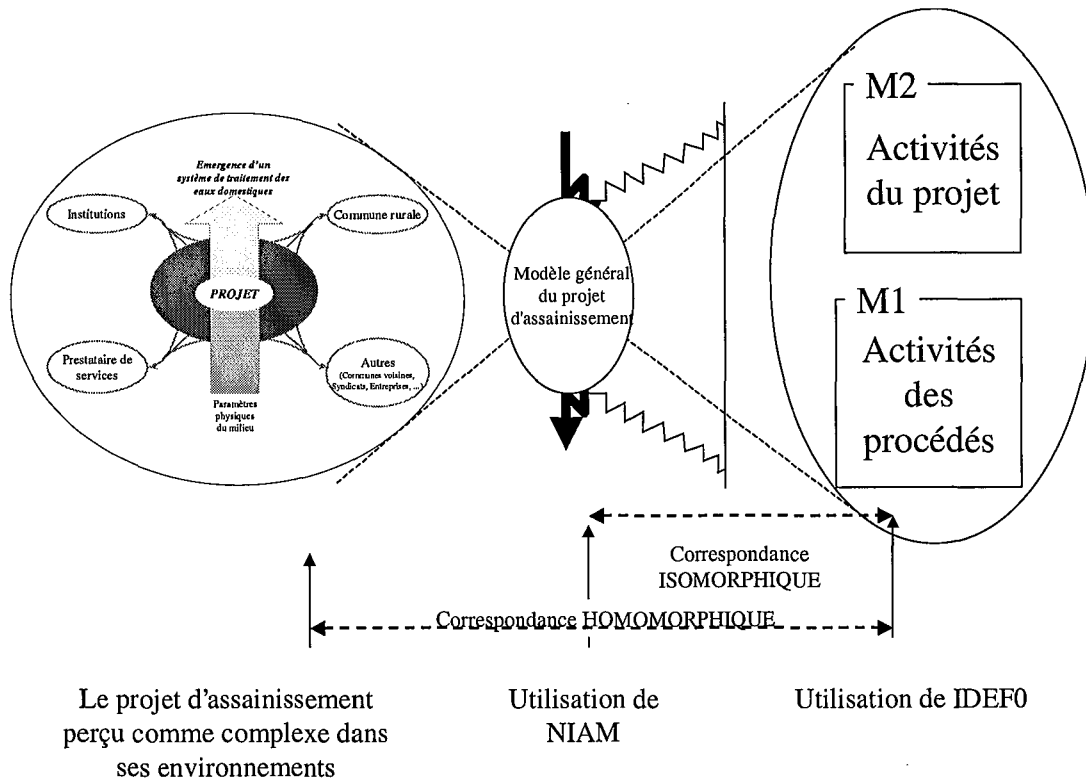 Emergence d'un
système de traitement des
eaux domestiques
Institutions
Commune rurale
PROJET
Prestataire de
services
Autres
(Communes voisines,
Syndicats, Entreprises, ...)
Paramètres
physiques
du milieu
Modèle général
du projet
d'assainissement
M2
Activités
du projet
M1
Activités
des
procédés
Correspondance
ISOMORPHIQUE
Correspondance HOMOMORPHIQUE
Le projet d'assainissement
perçu comme complexe dans
ses environnements
Utilisation de
NIAM
Utilisation de IDEF0